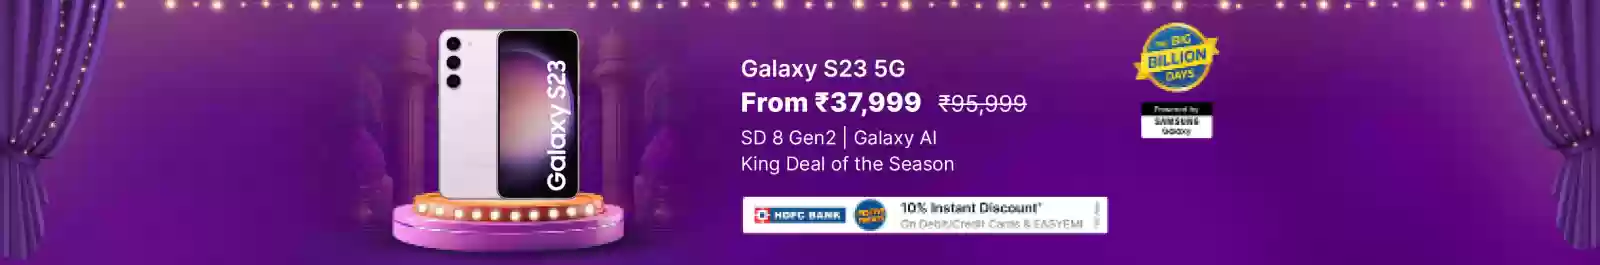 Galaxy S23
Galaxy S23 5G
From ₹37,999 ₹95,999
SD 8 Gen2 | Galaxy AI
King Deal of the Season
HDFC BANK
10% Instant Discount*
On Debit/Credit Cards & EASYEMI
THE BIG
BILLION
DAYS
Powered by
SAMSUNG
Galaxy